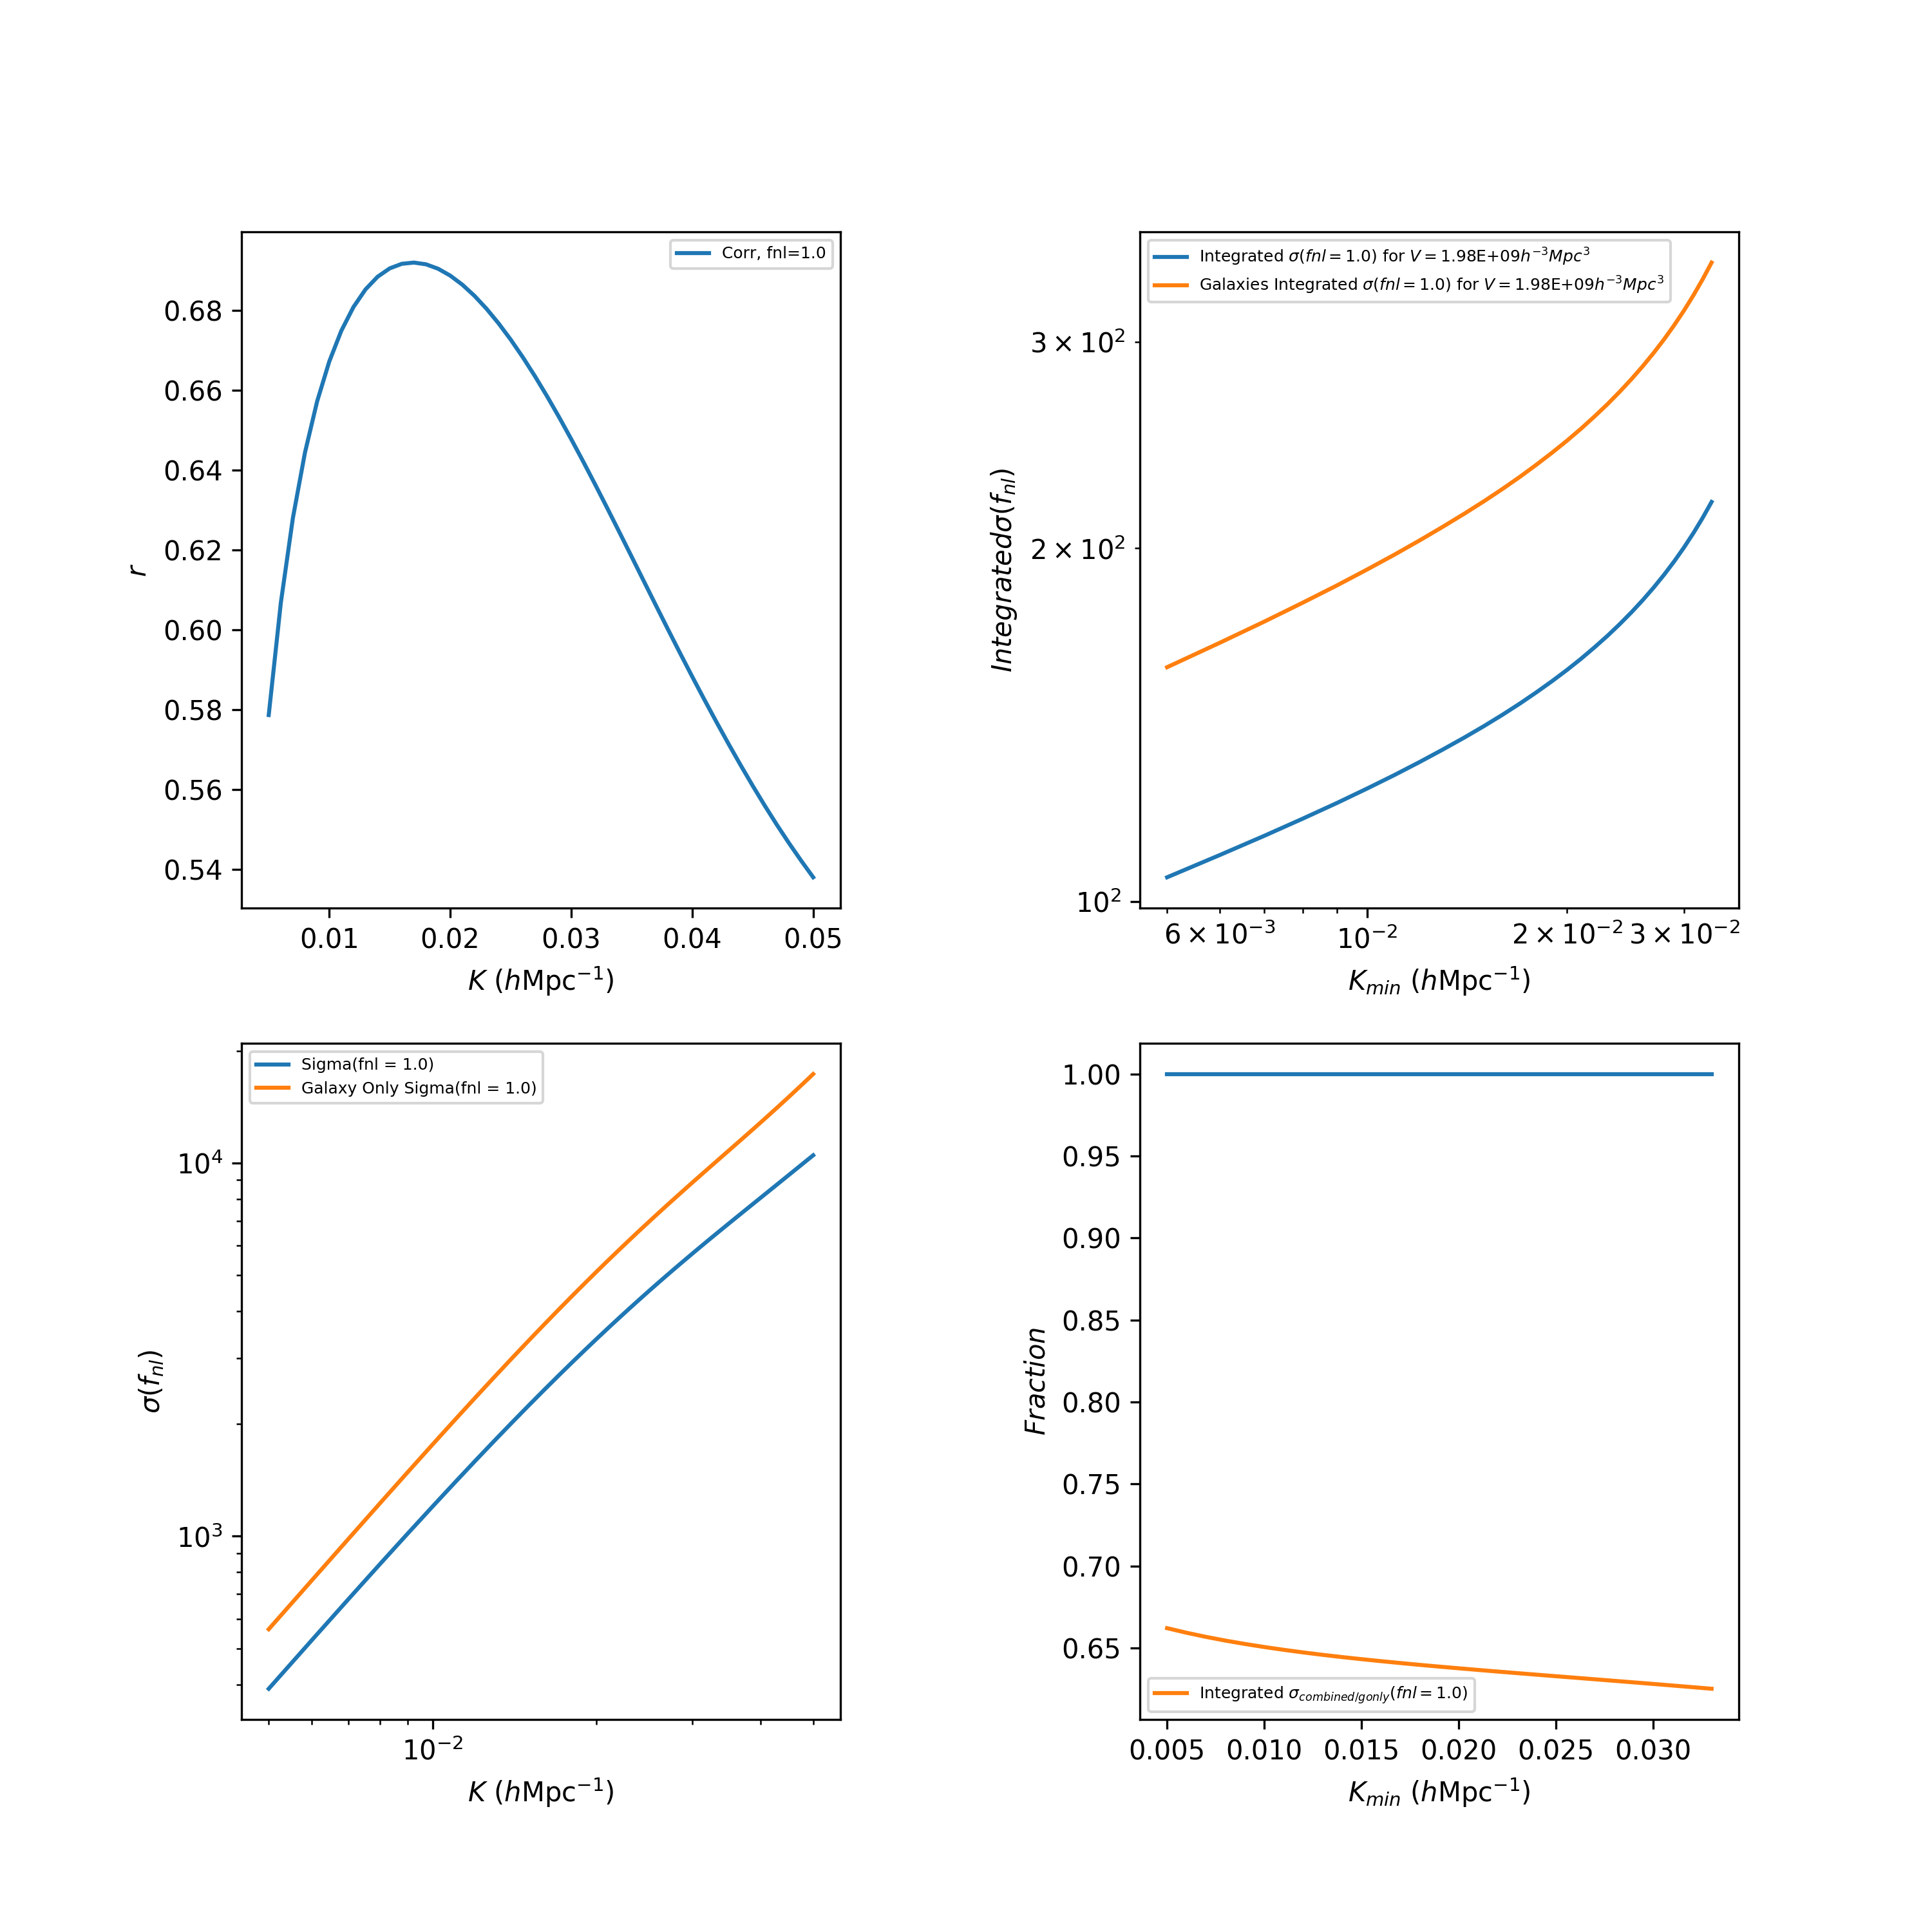 Corr, fnl=1.0
0.68
0.66
0.64
0.62
0.60
0.58
0.56
0.54
r
0.01 0.02 0.03 0.04 0.05
K (hMpc⁻¹)
Integrated σ(fnl = 1.0) for V = 1.98E+09h⁻³Mpc³
Galaxies Integrated σ(fnl = 1.0) for V = 1.98E+09h⁻³Mpc³
3 × 10²
2 × 10²
10²
Integratedσ(f_nl)
6 × 10⁻³ 10⁻² 2 × 10⁻² 3 × 10⁻²
K_min (hMpc⁻¹)
Sigma(fnl = 1.0)
Galaxy Only Sigma(fnl = 1.0)
10⁴
10³
σ(f_nl)
10⁻²
K (hMpc⁻¹)
1.00
0.95
0.90
0.85
0.80
0.75
0.70
0.65
Fraction
Integrated σ_combined/gonly(fnl = 1.0)
0.005 0.010 0.015 0.020 0.025 0.030
K_min (hMpc⁻¹)